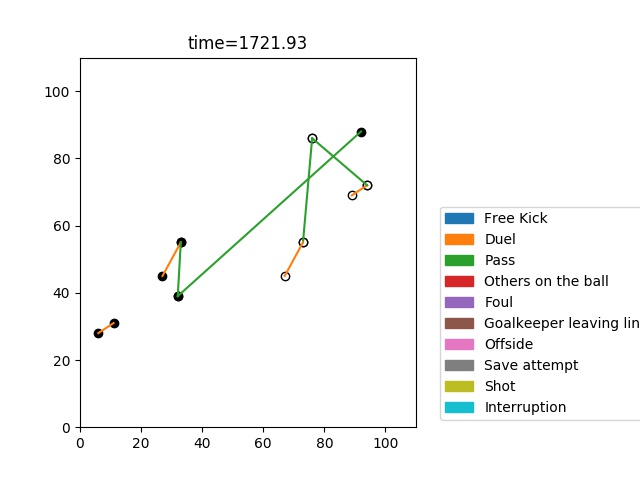 time=1721.93
100
80
60
40
20
0
0 20 40 60 80 100
Free Kick
Duel
Pass
Others on the ball
Foul
Goalkeeper leaving lin
Offside
Save attempt
Shot
Interruption